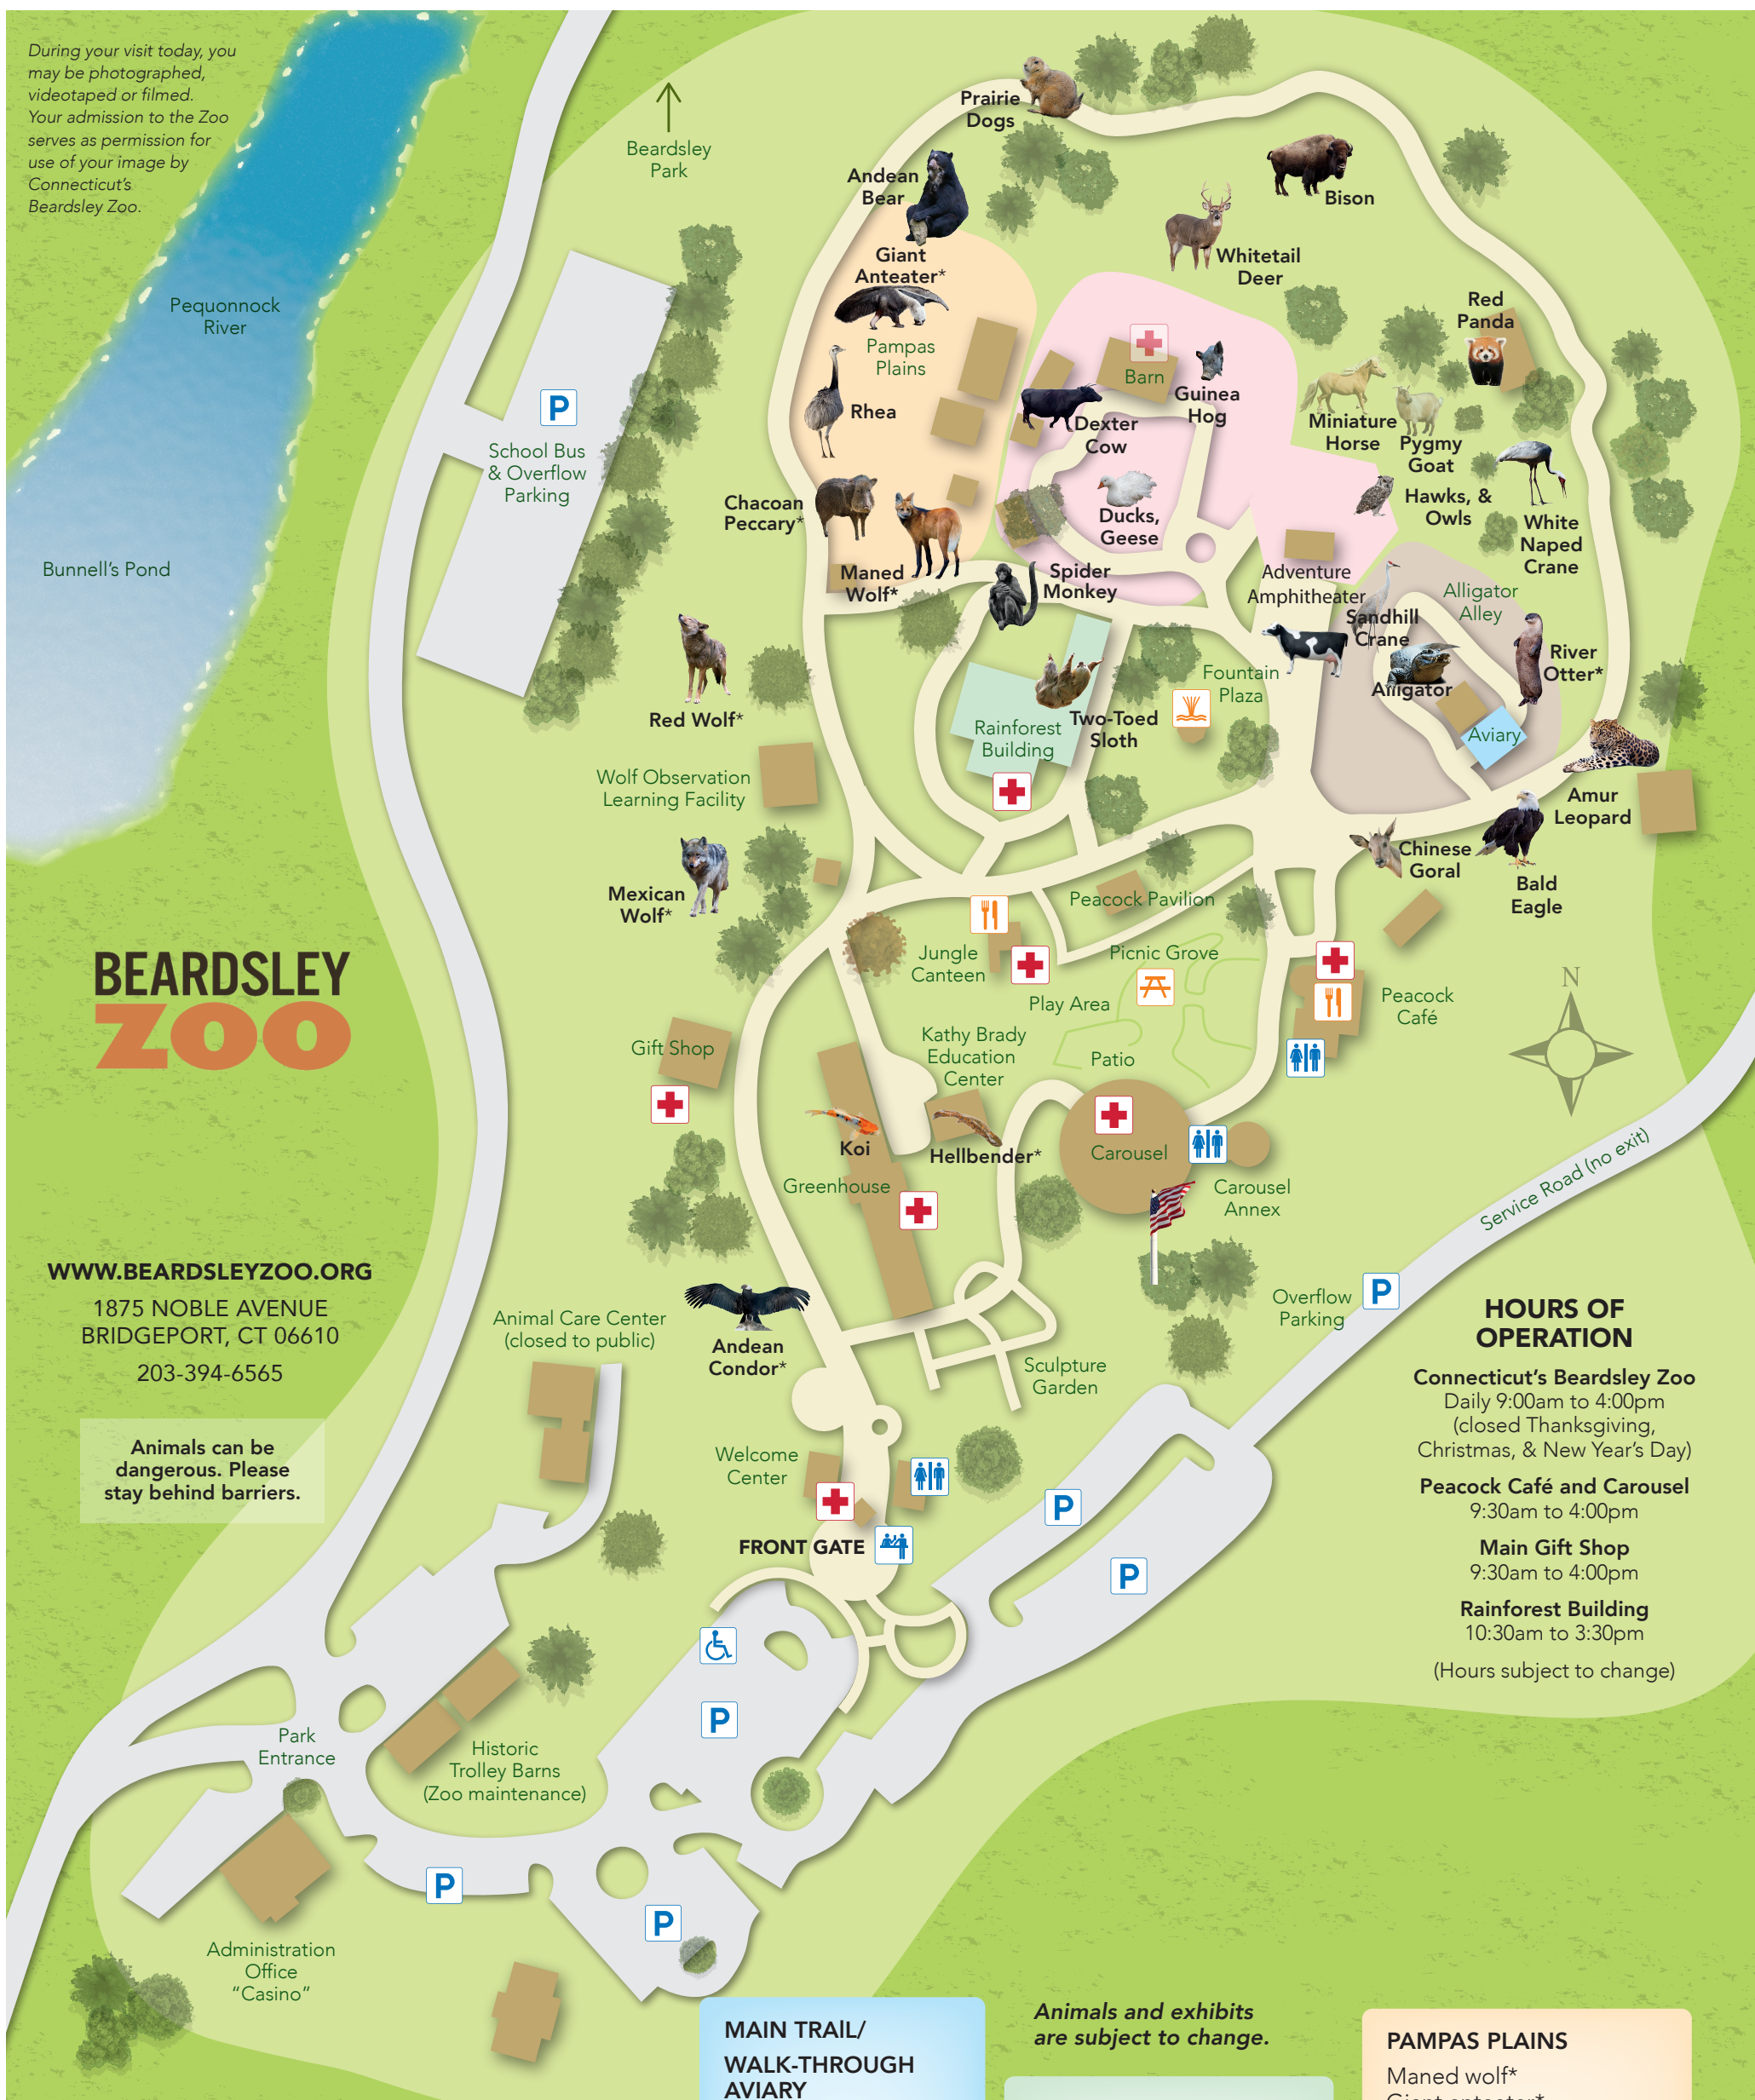 During your visit today, you
may be photographed,
videotaped or filmed.
Your admission to the Zoo
serves as permission for
use of your image by
Connecticut's
Beardsley Zoo.
Beardsley
Park
Prairie
Dogs
Andean
Bear
Bison
Whitetail
Deer
Giant
Anteater*
Pequonnock
River
Pampas
Plains
Red
Panda
Barn
Guinea
Hog
Rhea
Dexter
Cow
Miniature
Horse
Pygmy
Goat
P
School Bus
& Overflow
Parking
Chacoan
Peccary*
Ducks,
Geese
Hawks, &
Owls
White
Naped
Crane
Bunnell's Pond
Maned
Wolf*
Spider
Monkey
Adventure
Amphitheater
Alligator
Alley
Sandhill
Crane
River
Otter*
Red Wolf*
Fountain
Plaza
Alligator
Two-Toed
Sloth
Rainforest
Building
Aviary
Wolf Observation
Learning Facility
Amur
Leopard
Chinese
Goral
Bald
Eagle
Mexican
Wolf*
Peacock Pavilion
BEARDSLEY
ZOO
Jungle
Canteen
Picnic Grove
Play Area
Peacock
Café
N
Gift Shop
Kathy Brady
Education
Center
Patio
Koi
Hellbender*
Carousel
Greenhouse
Carousel
Annex
Service Road (no exit)
WWW.BEARDSLEYZOO.ORG
1875 NOBLE AVENUE
BRIDGEPORT, CT 06610
203-394-6565
Animal Care Center
(closed to public)
Andean
Condor*
Overflow
Parking
P
Sculpture
Garden
HOURS OF
OPERATION
Connecticut's Beardsley Zoo
Daily 9:00am to 4:00pm
(closed Thanksgiving,
Christmas, & New Year's Day)
Peacock Café and Carousel
9:30am to 4:00pm
Main Gift Shop
9:30am to 4:00pm
Rainforest Building
10:30am to 3:30pm
(Hours subject to change)
Animals can be
dangerous. Please
stay behind barriers.
Welcome
Center
FRONT GATE
P
P
P
Park
Entrance
Historic
Trolley Barns
(Zoo maintenance)
P
P
Administration
Office
"Casino"
MAIN TRAIL/
WALK-THROUGH
AVIARY
Animals and exhibits
are subject to change.
PAMPAS PLAINS
Maned wolf*
Giant anteater*